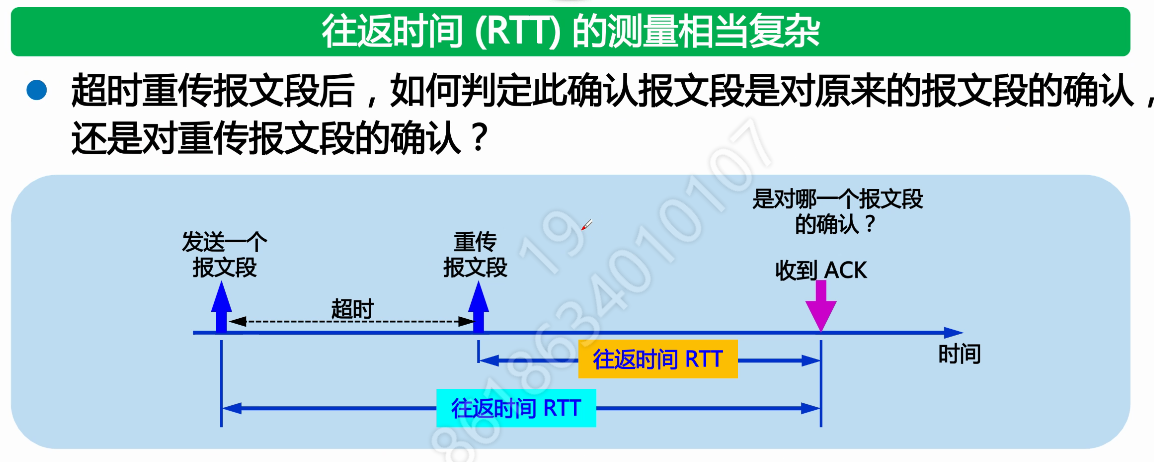 往返时间 (RTT) 的测量相当复杂
超时重传报文段后，如何判定此确认报文段是对原来的报文段的确认，
还是对重传报文段的确认？
是对哪一个报文段
的确认？
发送一个
报文段
重传
报文段
收到 ACK
超时
时间
往返时间 RTT
往返时间 RTT
19
8618634010107